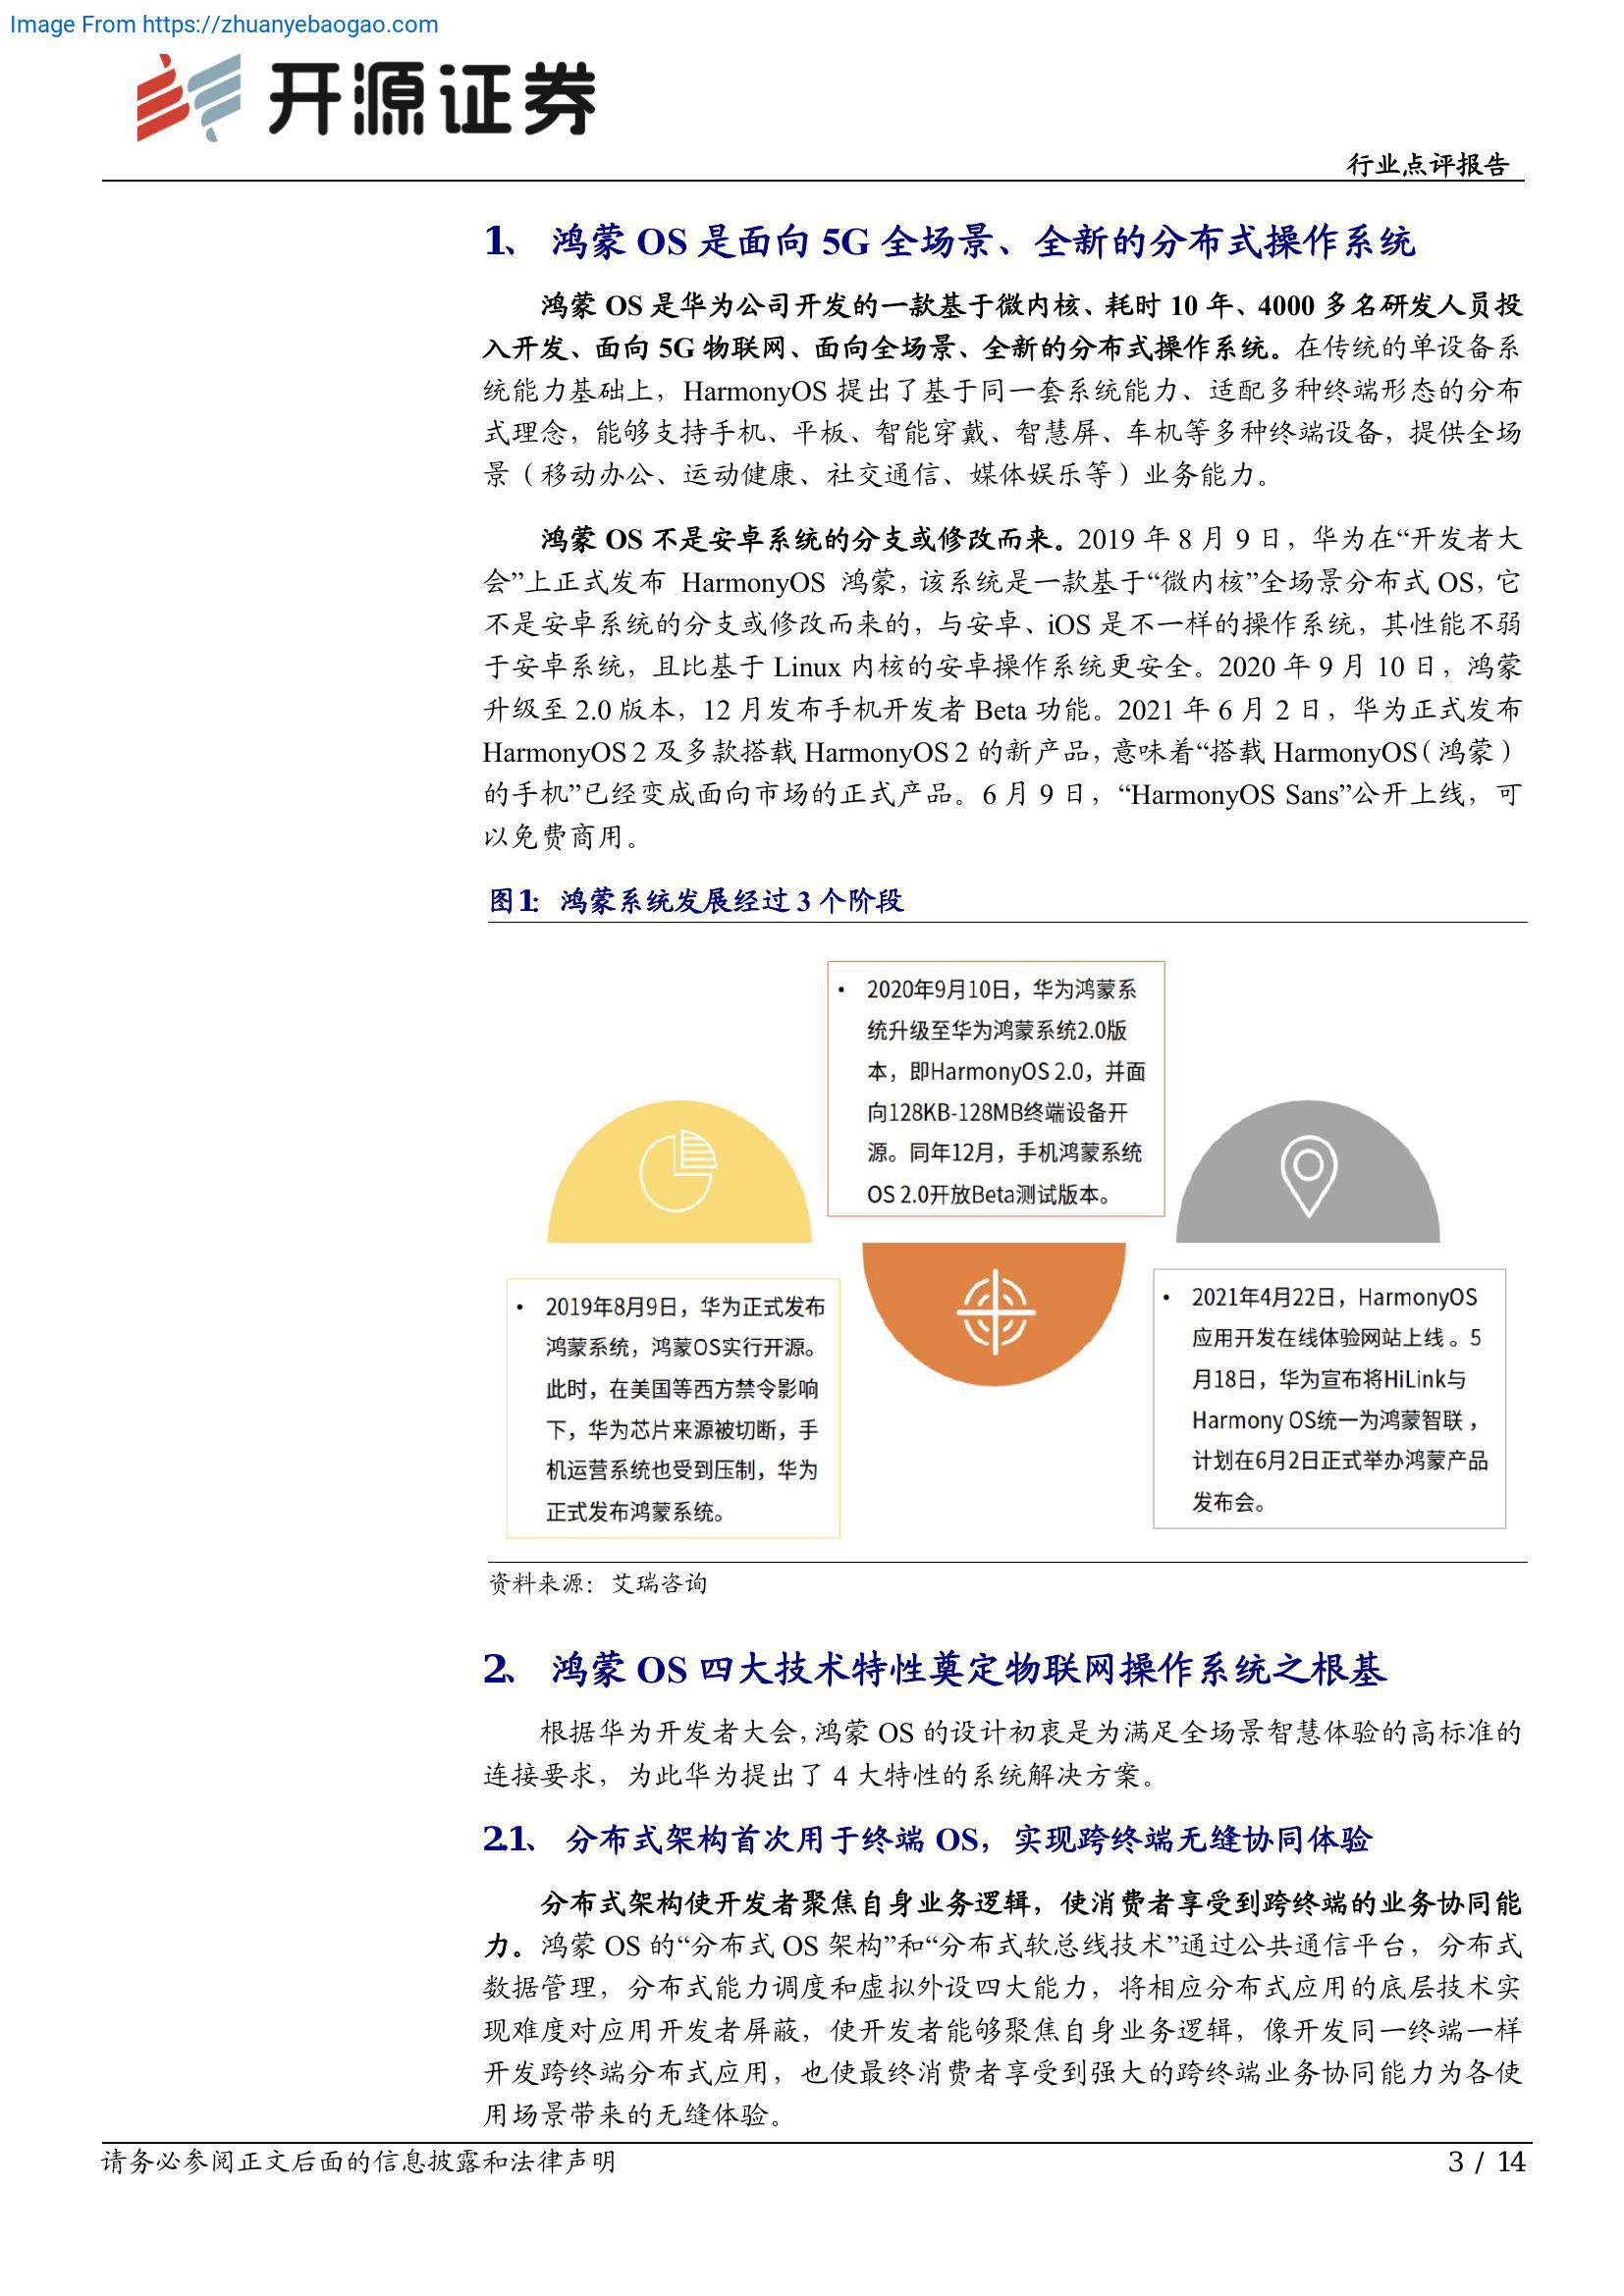 Image From https://zhuanyebaogao.com
开源证券
行业点评报告
1、 鸿蒙 OS 是面向 5G 全场景、全新的分布式操作系统
鸿蒙 OS 是华为公司开发的一款基于微内核、耗时 10 年、4000 多名研发人员投
入开发、面向 5G 物联网、面向全场景、全新的分布式操作系统。在传统的单设备系
统能力基础上，HarmonyOS 提出了基于同一套系统能力、适配多种终端形态的分布
式理念，能够支持手机、平板、智能穿戴、智慧屏、车机等多种终端设备，提供全场
景（移动办公、运动健康、社交通信、媒体娱乐等）业务能力。
鸿蒙 OS 不是安卓系统的分支或修改而来。2019 年 8 月 9 日，华为在“开发者大
会”上正式发布 HarmonyOS 鸿蒙，该系统是一款基于“微内核”全场景分布式 OS，它
不是安卓系统的分支或修改而来的，与安卓、iOS 是不一样的操作系统，其性能不弱
于安卓系统，且比基于 Linux 内核的安卓操作系统更安全。2020 年 9 月 10 日，鸿蒙
升级至 2.0 版本，12 月发布手机开发者 Beta 功能。2021 年 6 月 2 日，华为正式发布
HarmonyOS 2 及多款搭载 HarmonyOS 2 的新产品，意味着“搭载 HarmonyOS（鸿蒙）
的手机”已经变成面向市场的正式产品。6 月 9 日，“HarmonyOS Sans”公开上线，可
以免费商用。
图1： 鸿蒙系统发展经过 3 个阶段
• 2020年9月10日，华为鸿蒙系
统升级至华为鸿蒙系统2.0版
本，即HarmonyOS 2.0，并面
向128KB-128MB终端设备开
源。同年12月，手机鸿蒙系统
OS 2.0开放Beta测试版本。
• 2019年8月9日，华为正式发布
鸿蒙系统，鸿蒙OS实行开源。
此时，在美国等西方禁令影响
下，华为芯片来源被切断，手
机运营系统也受到压制，华为
正式发布鸿蒙系统。
• 2021年4月22日，HarmonyOS
应用开发在线体验网站上线。5
月18日，华为宣布将HiLink与
Harmony OS统一为鸿蒙智联，
计划在6月2日正式举办鸿蒙产品
发布会。
资料来源：艾瑞咨询
2、 鸿蒙 OS 四大技术特性奠定物联网操作系统之根基
根据华为开发者大会，鸿蒙 OS 的设计初衷是为满足全场景智慧体验的高标准的
连接要求，为此华为提出了 4 大特性的系统解决方案。
2.1、 分布式架构首次用于终端 OS，实现跨终端无缝协同体验
分布式架构使开发者聚焦自身业务逻辑，使消费者享受到跨终端的业务协同能
力。鸿蒙 OS 的“分布式 OS 架构”和“分布式软总线技术”通过公共通信平台，分布式
数据管理，分布式能力调度和虚拟外设四大能力，将相应分布式应用的底层技术实
现难度对应用开发者屏蔽，使开发者能够聚焦自身业务逻辑，像开发同一终端一样
开发跨终端分布式应用，也使最终消费者享受到强大的跨终端业务协同能力为各使
用场景带来的无缝体验。
请务必参阅正文后面的信息披露和法律声明
3 / 14